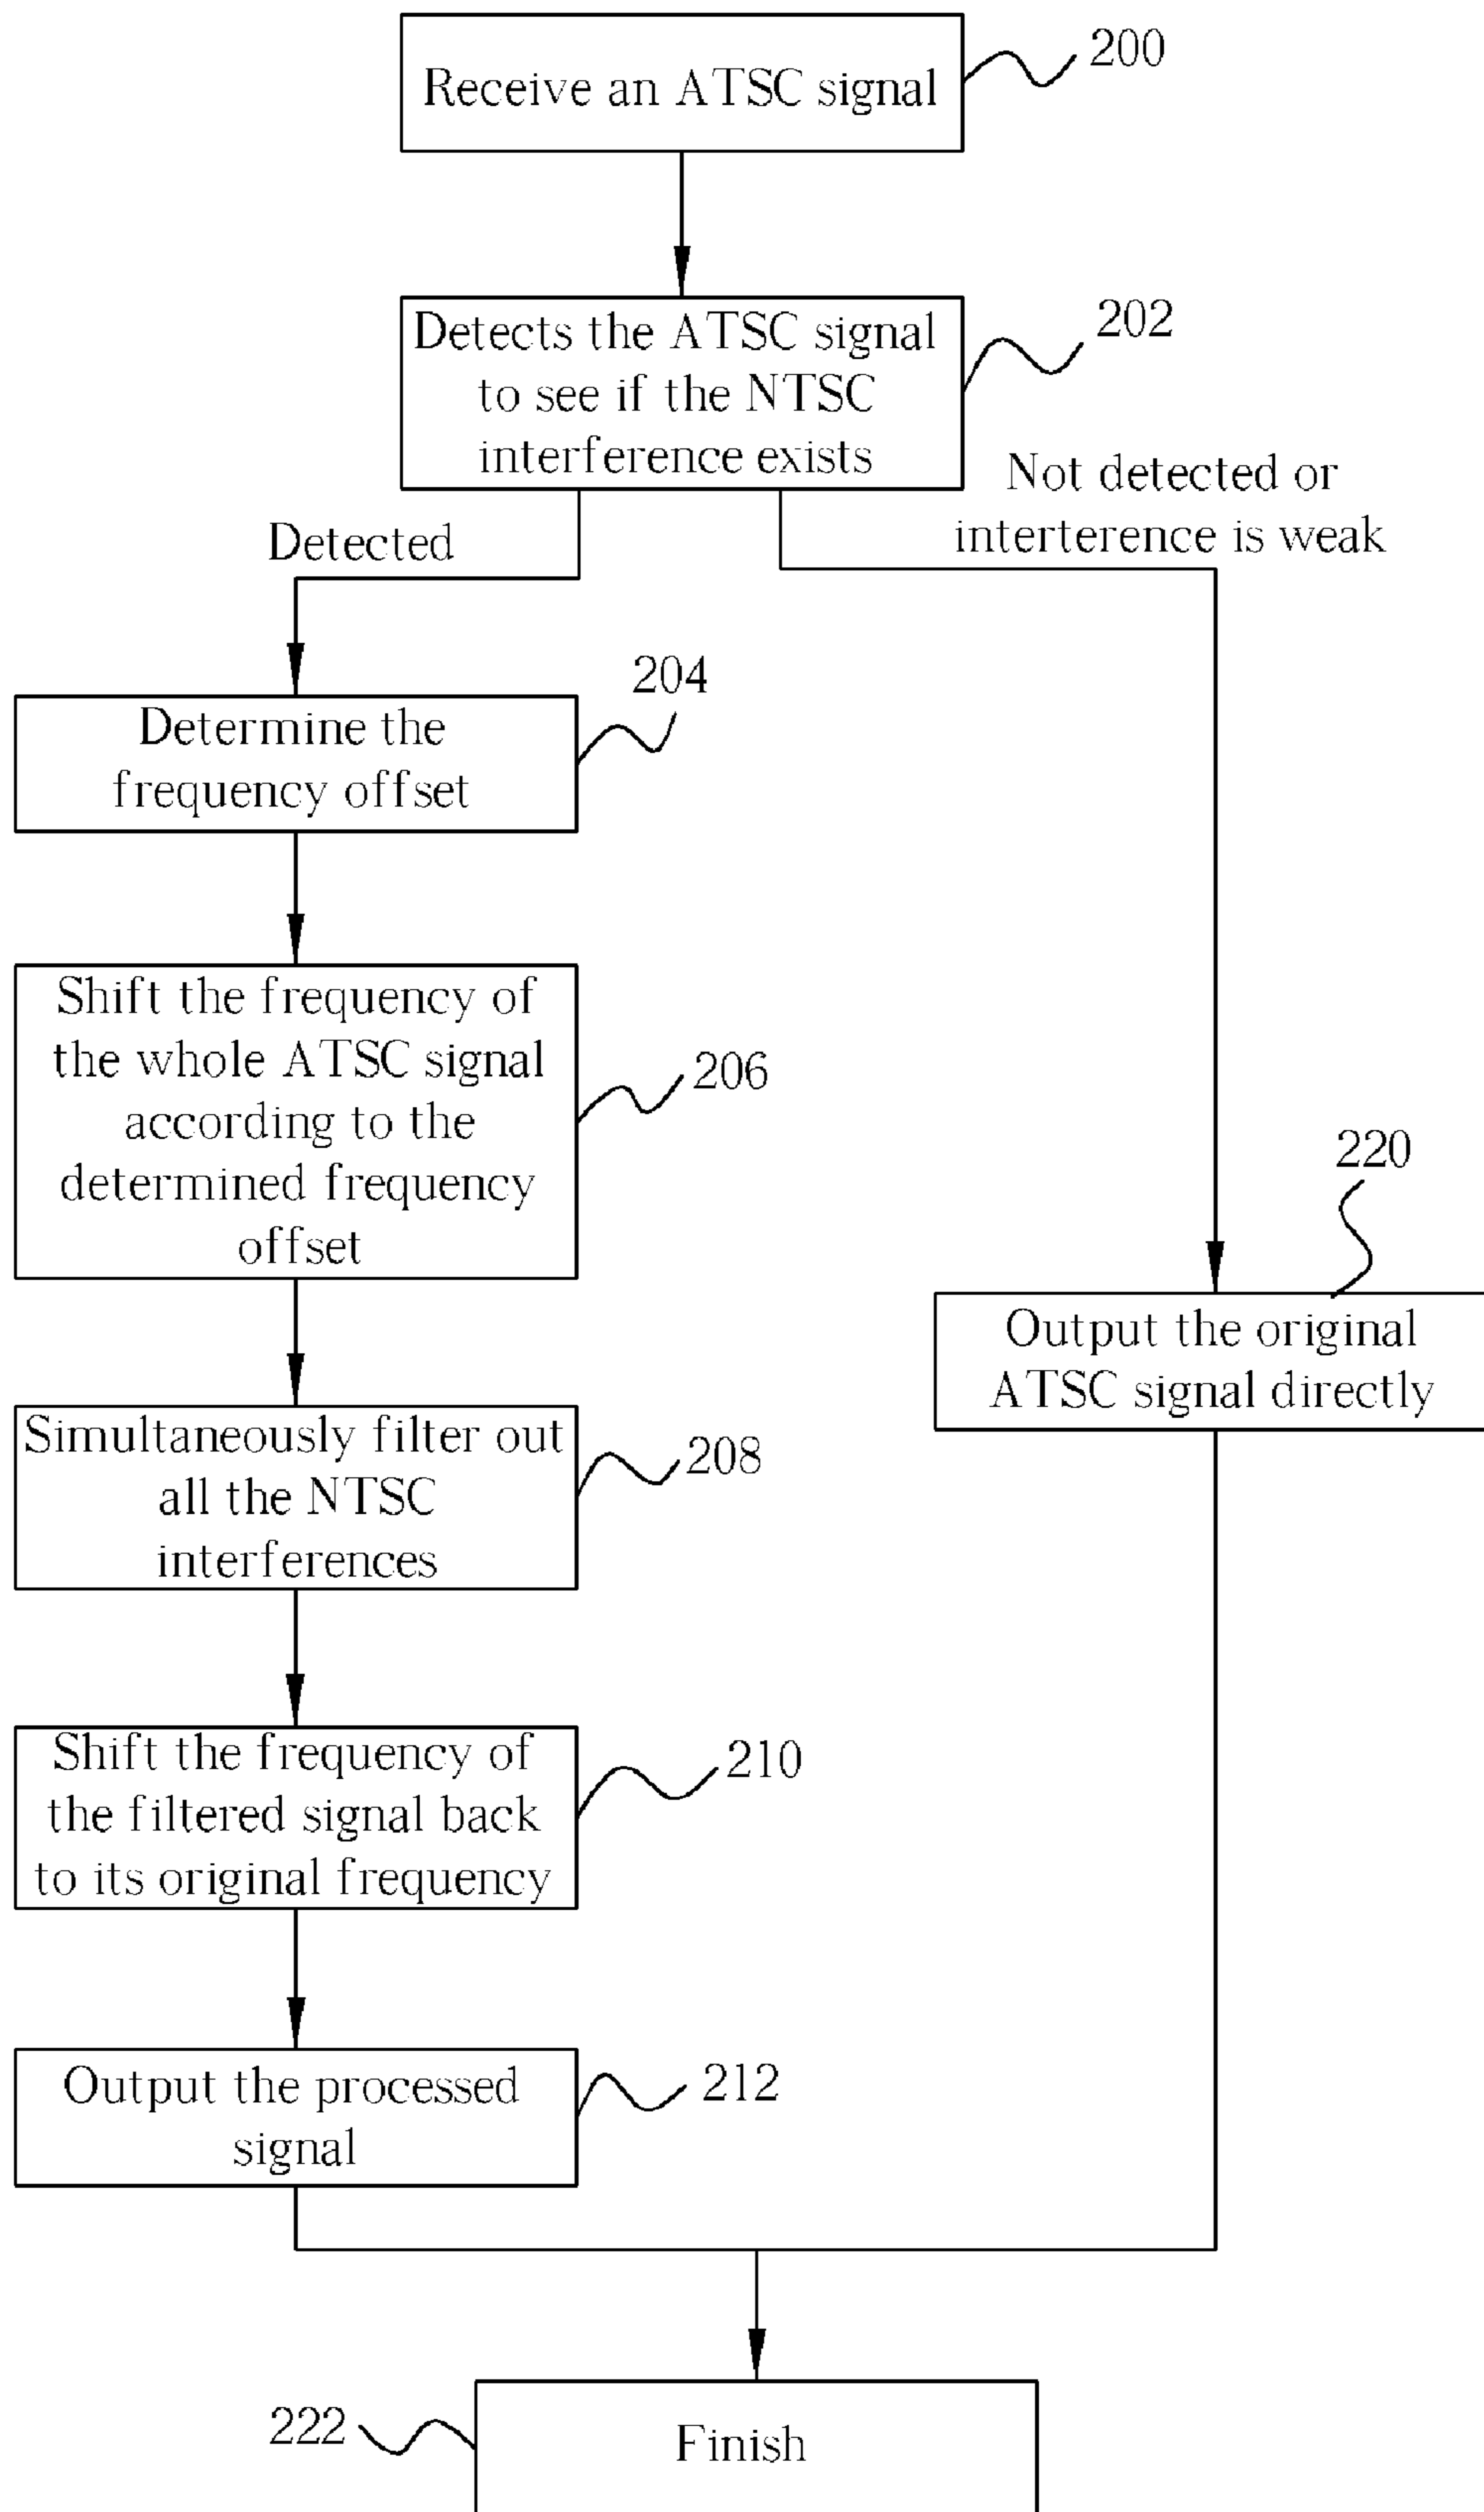 Receive an ATSC signal
200
Detects the ATSC signal
to see if the NTSC
interference exists
202
Detected
Not detected or
interterence is weak
Determine the
frequency offset
204
Shift the frequency of
the whole ATSC signal
according to the
determined frequency
offset
206
220
Output the original
ATSC signal directly
Simultaneously filter out
all the NTSC
interferences
208
Shift the frequency of
the filtered signal back
to its original frequency
210
Output the processed
signal
212
222
Finish